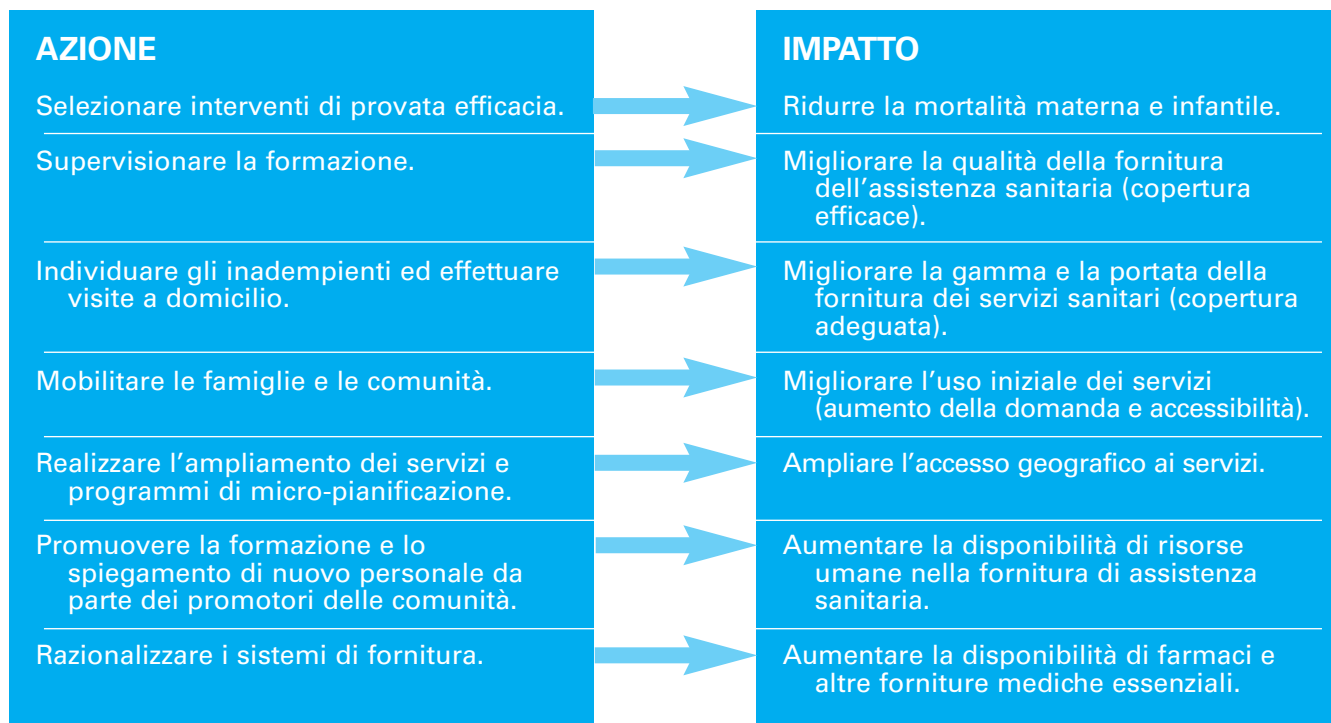 AZIONE
IMPATTO
Selezionare interventi di provata efficacia.
Ridurre la mortalità materna e infantile.
Supervisionare la formazione.
Migliorare la qualità della fornitura
dell'assistenza sanitaria (copertura
efficace).
Individuare gli inadempienti ed effettuare
visite a domicilio.
Migliorare la gamma e la portata della
fornitura dei servizi sanitari (copertura
adeguata).
Mobilitare le famiglie e le comunità.
Migliorare l'uso iniziale dei servizi
(aumento della domanda e accessibilità).
Realizzare l'ampliamento dei servizi e
programmi di micro-pianificazione.
Ampliare l'accesso geografico ai servizi.
Promuovere la formazione e lo
spiegamento di nuovo personale da
parte dei promotori delle comunità.
Aumentare la disponibilità di risorse
umane nella fornitura di assistenza
sanitaria.
Razionalizzare i sistemi di fornitura.
Aumentare la disponibilità di farmaci e
altre forniture mediche essenziali.